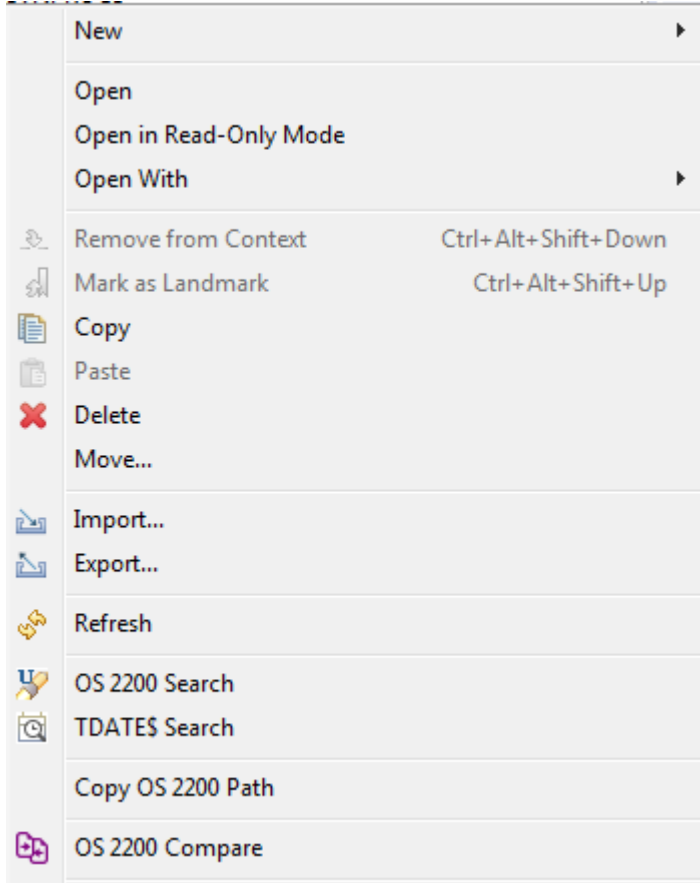 New
Open
Open in Read-Only Mode
Open With
Remove from Context Ctrl+Alt+Shift+Down
Mark as Landmark Ctrl+Alt+Shift+Up
Copy
Paste
Delete
Move...
Import...
Export...
Refresh
OS 2200 Search
TDATE$ Search
Copy OS 2200 Path
OS 2200 Compare